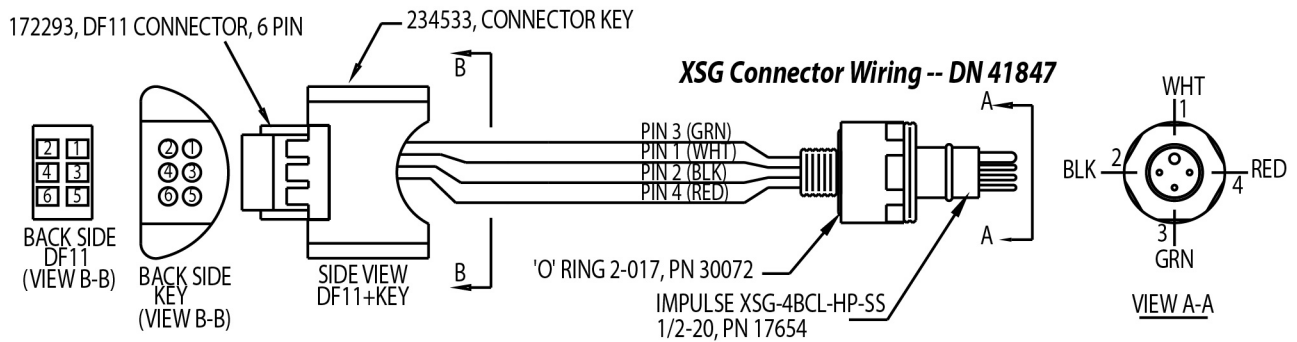 172293, DF11 CONNECTOR, 6 PIN
234533, CONNECTOR KEY
XSG Connector Wiring -- DN 41847
B
A
WHT
1
PIN 3 (GRN)
PIN 1 (WHT)
PIN 2 (BLK)
PIN 4 (RED)
2 1
4 3
6 5
2 1
4 3
6 5
BLK
2
RED
4
3
GRN
BACK SIDE
DF11
(VIEW B-B)
BACK SIDE
KEY
(VIEW B-B)
SIDE VIEW
DF11+KEY
B
A
'O' RING 2-017, PN 30072
IMPULSE XSG-4BCL-HP-SS
1/2-20, PN 17654
VIEW A-A